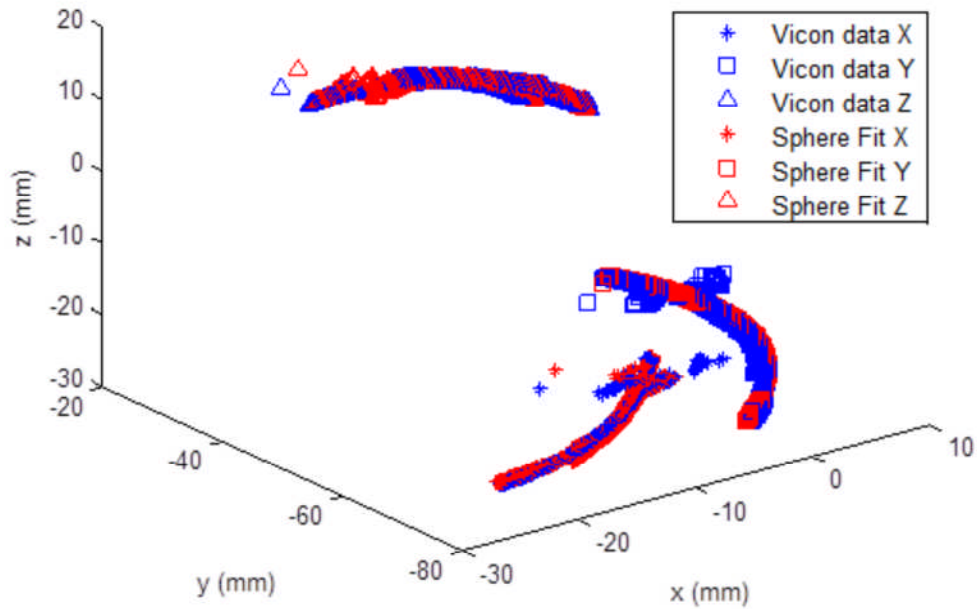 20
10
0
-10
-20
-30
z (mm)
-20
-40
-60
-80
y (mm)
-30
-20
-10
0
10
x (mm)
Vicon data X
Vicon data Y
Vicon data Z
Sphere Fit X
Sphere Fit Y
Sphere Fit Z